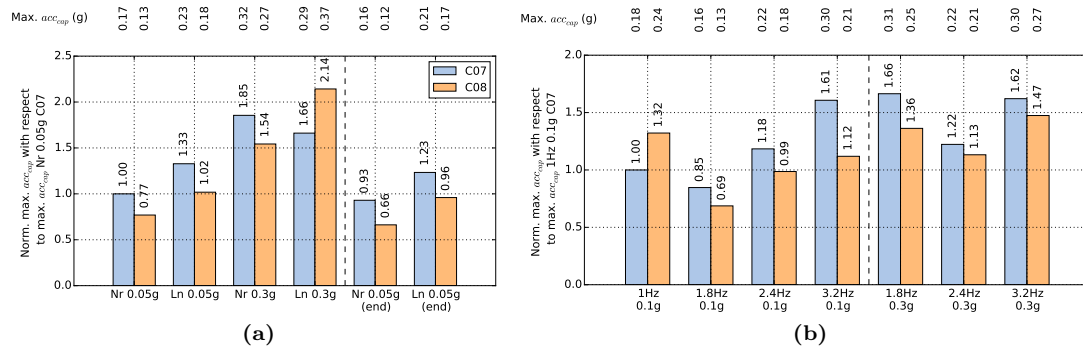 Max. acc_cap (g)
0.17 0.13 0.23 0.18 0.32 0.27 0.29 0.37 0.16 0.12 0.21 0.17
Norm. max. acc_cap with respect
to max. acc_cap Nr 0.05g C07
2.5
2.0
1.5
1.0
0.5
0.0
C07
C08
1.00 0.77 1.33 1.02 1.85 1.54 1.66 2.14 0.93 0.66 1.23 0.96
Nr 0.05g Ln 0.05g Nr 0.3g Ln 0.3g Nr 0.05g Ln 0.05g
(end) (end)
(a)
Max. acc_cap (g)
0.18 0.24 0.16 0.13 0.22 0.18 0.30 0.21 0.31 0.25 0.22 0.21 0.30 0.27
Norm. max. acc_cap with respect
to max. acc_cap 1Hz 0.1g C07
2.0
1.5
1.0
0.5
0.0
1.00 1.32 0.85 0.69 1.18 0.99 1.61 1.12 1.66 1.36 1.22 1.13 1.62 1.47
1Hz 1.8Hz 2.4Hz 3.2Hz 1.8Hz 2.4Hz 3.2Hz
0.1g 0.1g 0.1g 0.1g 0.3g 0.3g 0.3g
(b)